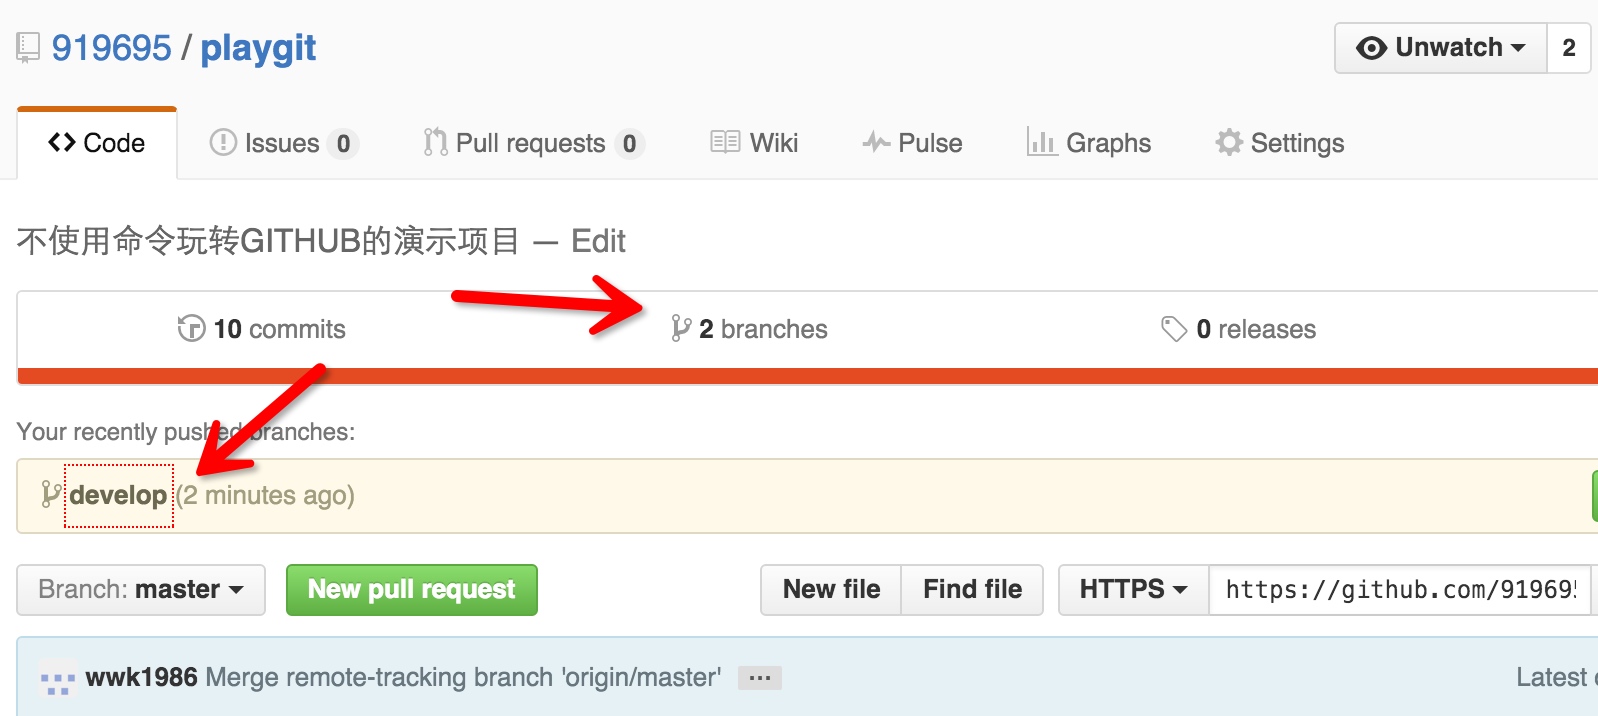 919695 / playgit
Unwatch 2
Code Issues 0 Pull requests 0 Wiki Pulse Graphs Settings
不使用命令玩转GITHUB的演示项目 — Edit
10 commits 2 branches 0 releases
Your recently pushed branches:
develop (2 minutes ago)
Branch: master New pull request New file Find file HTTPS https://github.com/919695
wwk1986 Merge remote-tracking branch 'origin/master' ... Latest